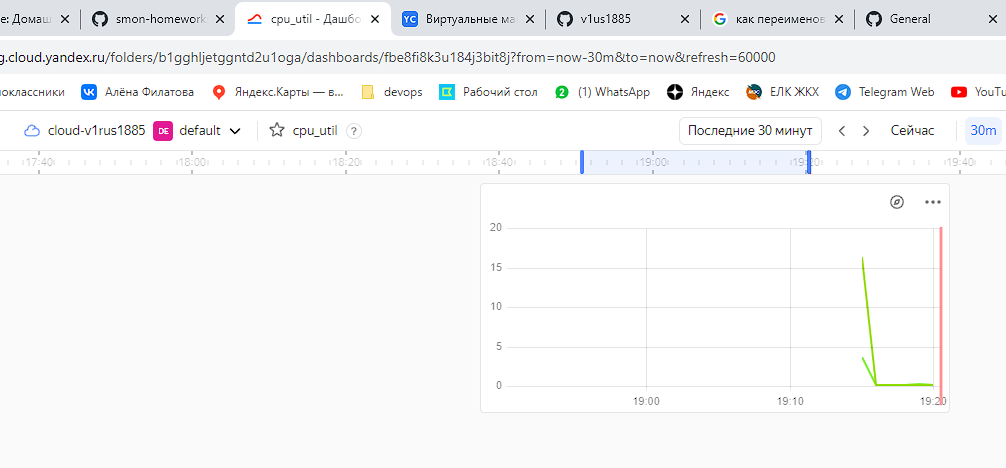 е: Домаш
smon-homework
cpu_util - Дашбо
YC
Виртуальные ма
v1us1885
как переименов
General
g.cloud.yandex.ru/folders/b1gghljetggntd2u1oga/dashboards/fbe8fi8k3u184j3bit8j?from=now-30m&to=now&refresh=60000
ноклассники
Алёна Филатова
Яндекс.Карты — в...
devops
Рабочий стол
(1) WhatsApp
Яндекс
ЕЛК ЖКХ
Telegram Web
YouTu
cloud-v1rus1885
DE
default
cpu_util
?
Последние 30 минут
Сейчас
30m
17:40
18:00
18:20
18:40
19:00
19:20
19:40
20
15
10
5
0
19:00
19:10
19:20